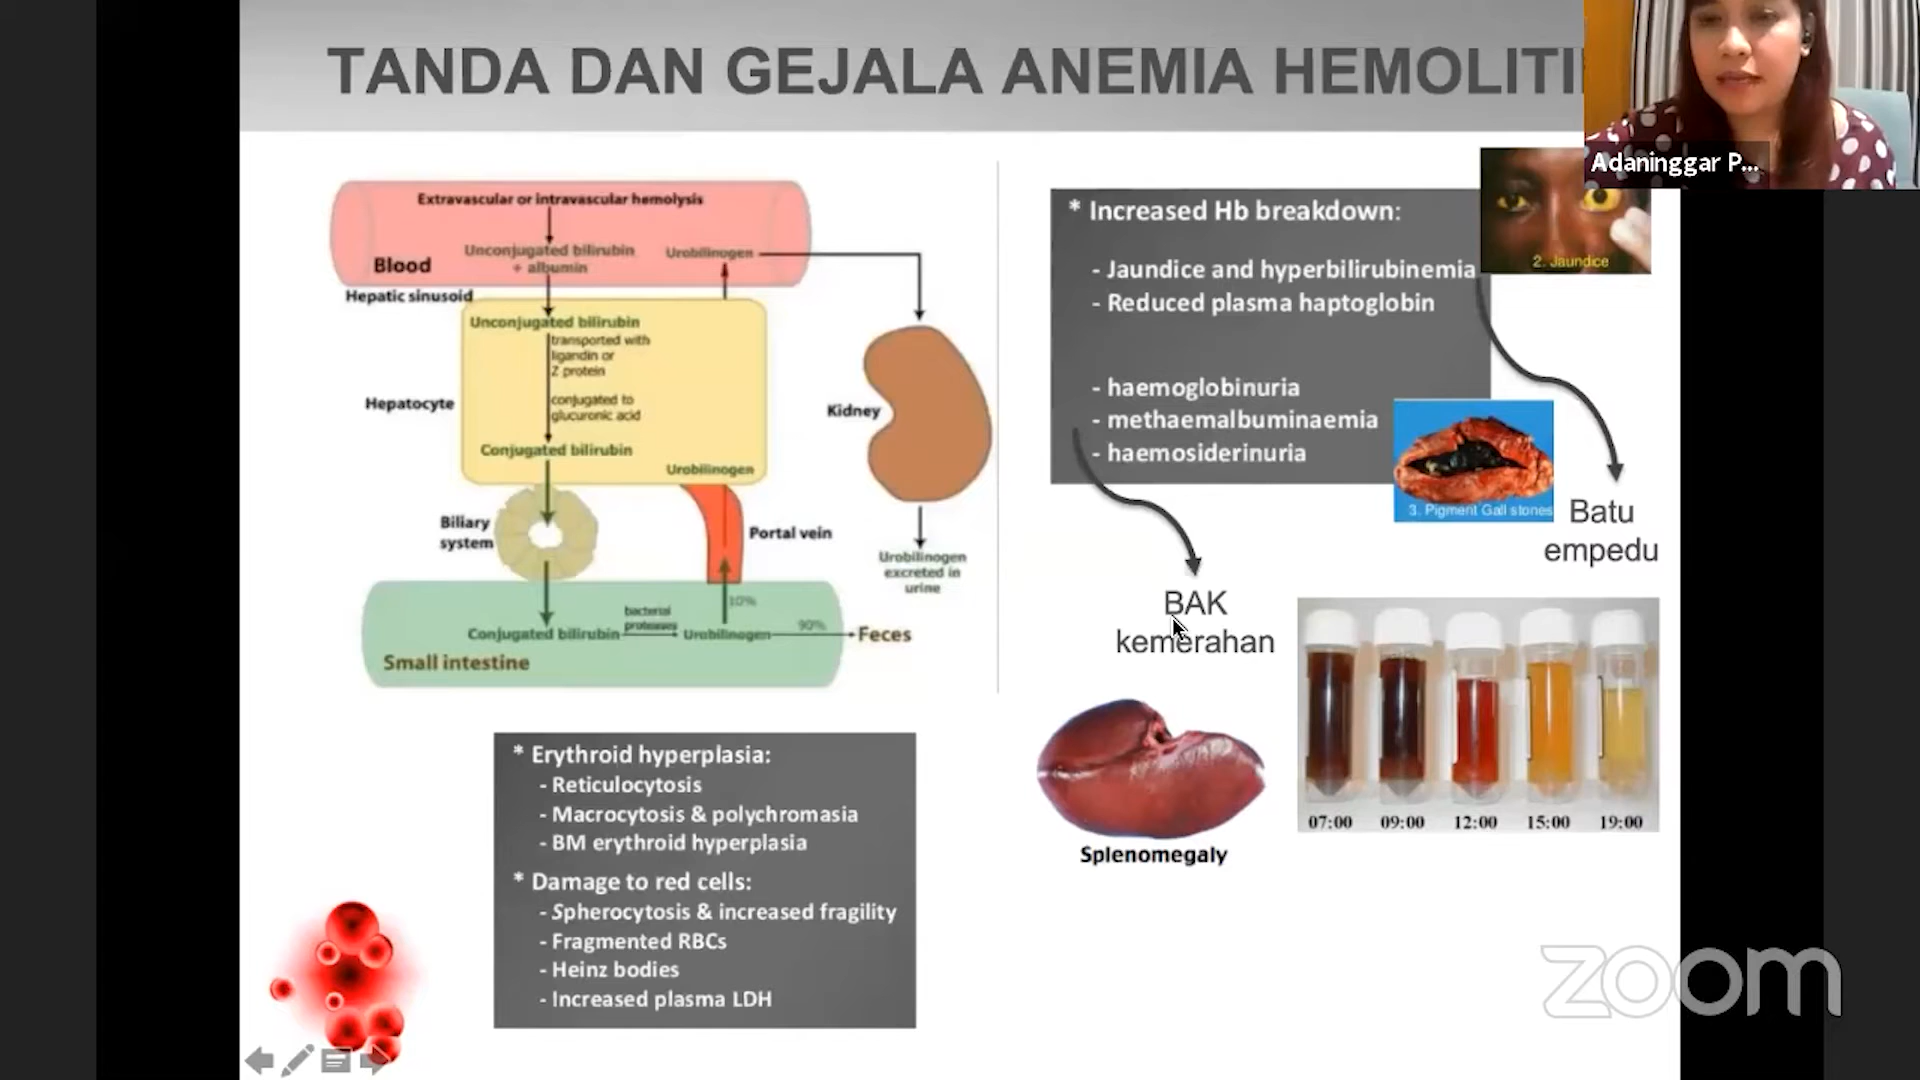 TANDA DAN GEJALA ANEMIA HEMOLITI
Adaninggar P...
Extravascular or intravascular hemolysis
Unconjugated bilirubin
+ albumin
Urobilinogen
Blood
Hepatic sinusoid
Unconjugated bilirubin
transported with
ligandin or
Z protein
Hepatocyte
conjugated to
glucuronic acid
Conjugated bilirubin
Urobilinogen
Kidney
Biliary
system
Portal vein
Urobilinogen
excreted in
urine
10%
bacterial
proteases
Conjugated bilirubin
Urobilinogen
90%
Feces
Small intestine
* Increased Hb breakdown:
- Jaundice and hyperbilirubinemia
- Reduced plasma haptoglobin
- haemoglobinuria
- methaemalbuminaemia
- haemosiderinuria
2. Jaundice
3. Pigment Gall stones
Batu
empedu
BAK
kemerahan
07:00 09:00 12:00 15:00 19:00
Splenomegaly
* Erythroid hyperplasia:
- Reticulocytosis
- Macrocytosis & polychromasia
- BM erythroid hyperplasia
* Damage to red cells:
- Spherocytosis & increased fragility
- Fragmented RBCs
- Heinz bodies
- Increased plasma LDH
zoom